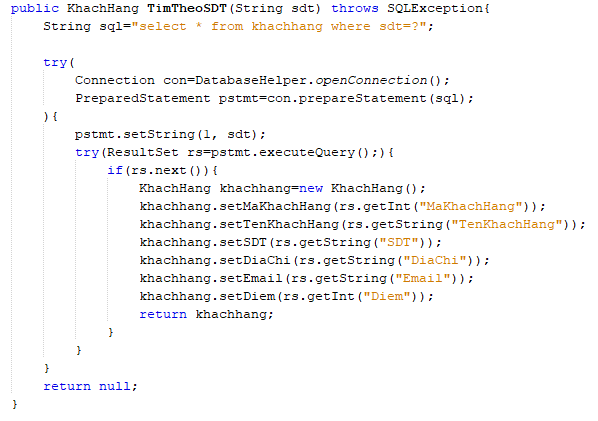 public KhachHang TimTheoSDT(String sdt) throws SQLException{
    String sql="select * from khachhang where sdt=?";

    try(
        Connection con=DatabaseHelper.openConnection();
        PreparedStatement pstmt=con.prepareStatement(sql);
    ){
        pstmt.setString(1, sdt);
        try(ResultSet rs=pstmt.executeQuery();){
            if(rs.next()){
                KhachHang khachhang=new KhachHang();
                khachhang.setMaKhachHang(rs.getInt("MaKhachHang"));
                khachhang.setTenKhachHang(rs.getString("TenKhachHang"));
                khachhang.setSDT(rs.getString("SDT"));
                khachhang.setDiaChi(rs.getString("DiaChi"));
                khachhang.setEmail(rs.getString("Email"));
                khachhang.setDiem(rs.getInt("Diem"));
                return khachhang;
            }
        }
    }
    return null;
}